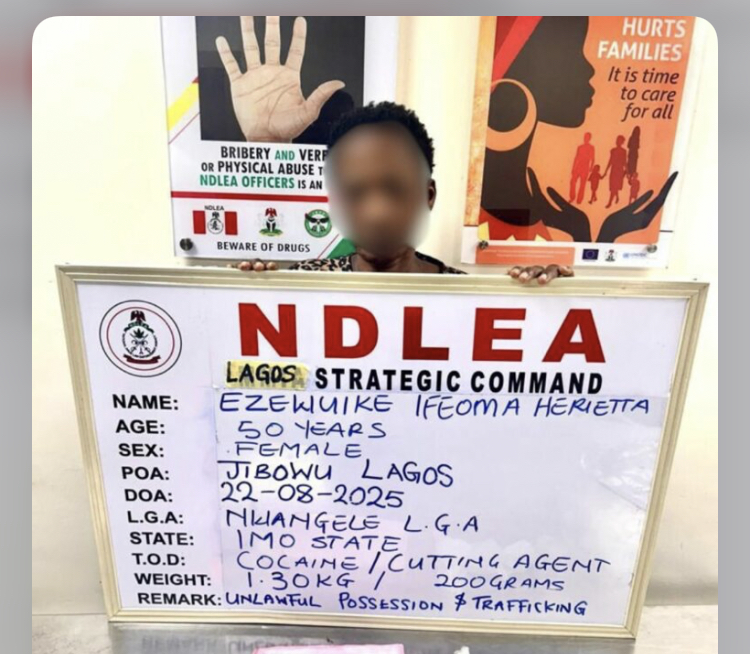 HURTS
FAMILIES
It is time
to care
for all
BRIBERY AND
OR PHYSICAL ABUSE
NDLEA OFFICERS IS AN
NDLEA
BEWARE OF DRUGS
NDLEA
LAGOS STRATEGIC COMMAND
NAME: EZEWUIKE IFEOMA HERIETTA
AGE: 50 YEARS
SEX: FEMALE
POA: JIBOWU LAGOS
DOA: 22-08-2025
L.G.A: NWANGELE L.G.A
STATE: IMO STATE
T.O.D: COCAINE / CUTTING AGENT
WEIGHT: 1.30KG / 200GRAMS
REMARK: UNLAWFUL POSSESSION & TRAFFICKING